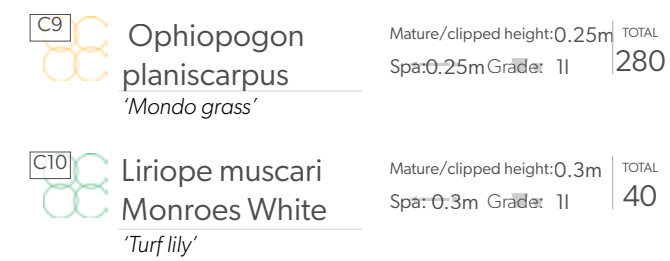 C9
Ophiopogon
planiscarpus
'Mondo grass'
Mature/clipped height:0.25m
Spa:0.25m Grade: 1l
TOTAL
280
C10
Liriope muscari
Monroes White
'Turf lily'
Mature/clipped height:0.3m
Spa: 0.3m Grade: 1l
TOTAL
40